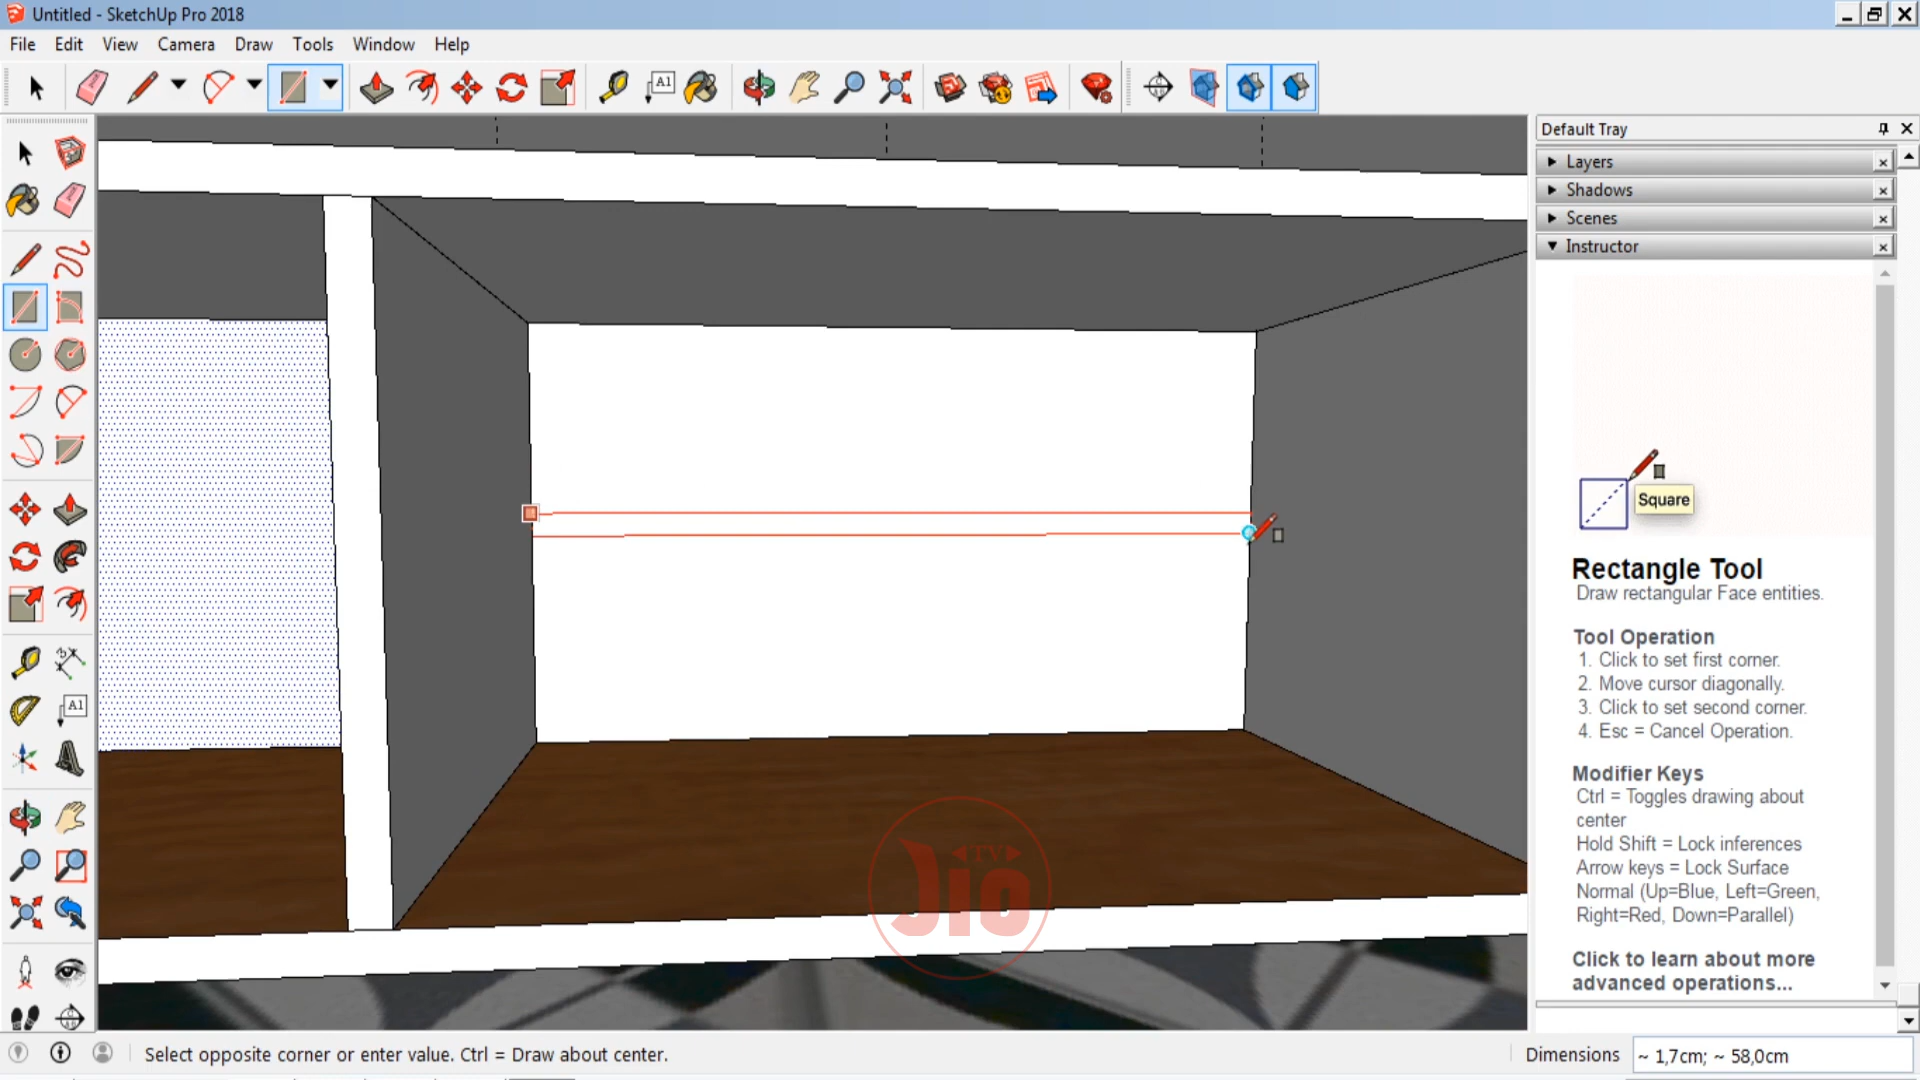 Untitled - SketchUp Pro 2018
File Edit View Camera Draw Tools Window Help
A1
Default Tray
Layers
Shadows
Scenes
Instructor
Square
Rectangle Tool
Draw rectangular Face entities.
Tool Operation
1. Click to set first corner.
2. Move cursor diagonally.
3. Click to set second corner.
4. Esc = Cancel Operation.
Modifier Keys
Ctrl = Toggles drawing about
center
Hold Shift = Lock inferences
Arrow keys = Lock Surface
Normal (Up=Blue, Left=Green,
Right=Red, Down=Parallel)
Click to learn about more
advanced operations...
A1
TV
Jio
Select opposite corner or enter value. Ctrl = Draw about center.
Dimensions ~ 1,7cm; ~ 58,0cm